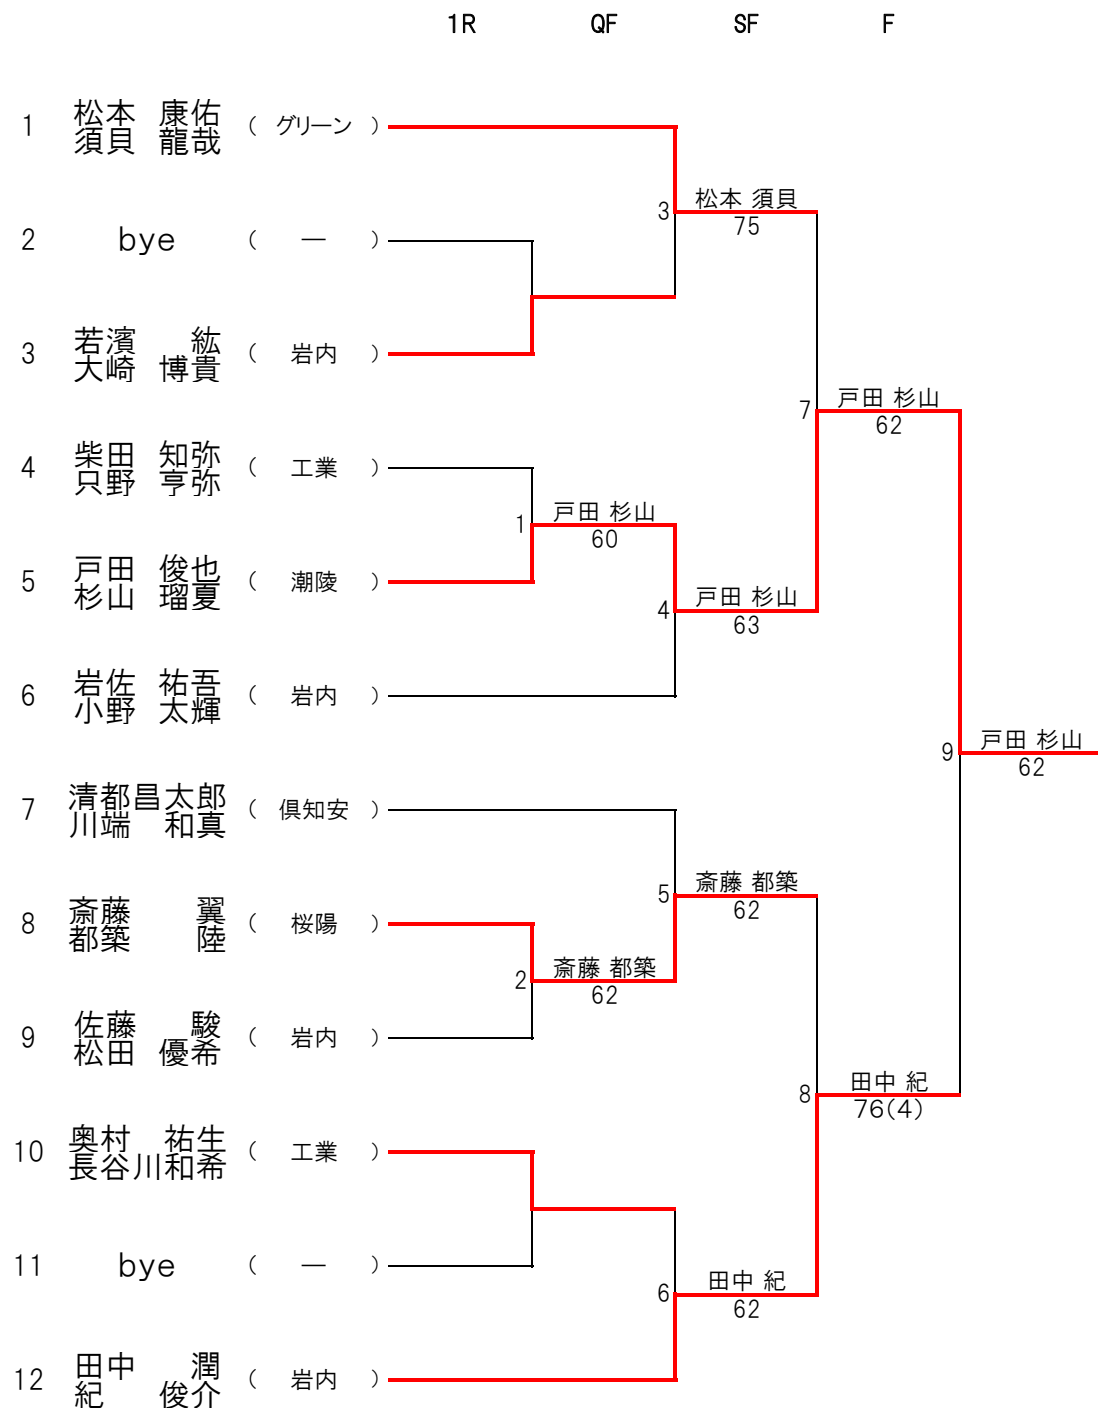 1R QF SF F
1 松本 康佑 ( グリーン )
須貝 龍哉
3 松本 須貝
75
2 bye ( ― )
3 若濱 紘 ( 岩内 )
大崎 博貴
7 戸田 杉山
62
4 柴田 知弥 ( 工業 )
只野 亨弥
1 戸田 杉山
60
5 戸田 俊也 ( 潮陵 )
杉山 瑠夏
4 戸田 杉山
63
6 岩佐 祐吾 ( 岩内 )
小野 太輝
9 戸田 杉山
62
7 清都昌太郎 ( 倶知安 )
川端 和真
5 斎藤 都築
62
8 斎藤 翼 ( 桜陽 )
都築 陸
2 斎藤 都築
62
9 佐藤 駿 ( 岩内 )
松田 優希
8 田中 紀
76(4)
10 奥村 祐生 ( 工業 )
長谷川和希
11 bye ( ― )
6 田中 紀
62
12 田中 潤 ( 岩内 )
紀 俊介